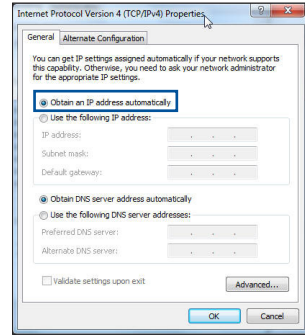 Internet Protocol Version 4 (TCP/IPv4) Properties
General
Alternate Configuration
You can get IP settings assigned automatically if your network supports
this capability. Otherwise, you need to ask your network administrator
for the appropriate IP settings.
Obtain an IP address automatically
Use the following IP address:
IP address:
Subnet mask:
Default gateway:
Obtain DNS server address automatically
Use the following DNS server addresses:
Preferred DNS server:
Alternate DNS server:
Validate settings upon exit
Advanced...
OK
Cancel